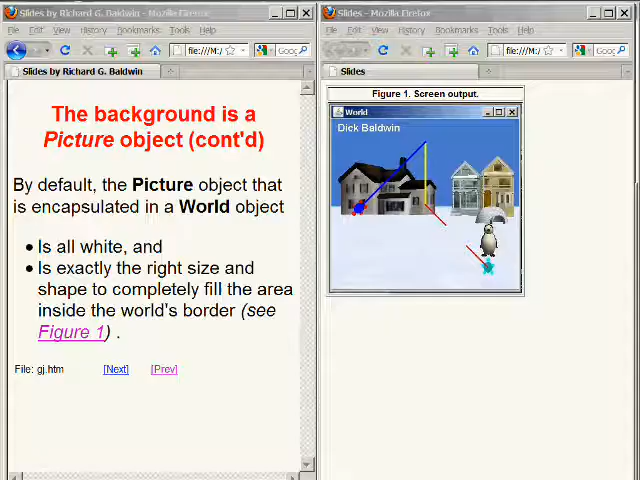 Slides by Richard G. Baldwin - Mozilla Firefox
File Edit View History Bookmarks Tools Help
file:///M:/
Goog
Slides by Richard G. Baldwin
The background is a
Picture object (cont'd)
By default, the Picture object that
is encapsulated in a World object
Is all white, and
Is exactly the right size and
shape to completely fill the area
inside the world's border (see
Figure 1) .
File: gj.htm [Next] [Prev]
Slides - Mozilla Firefox
File Edit View History Bookmarks Tools Help
file:///M:/
Goog
Slides
Figure 1. Screen output.
World
Dick Baldwin